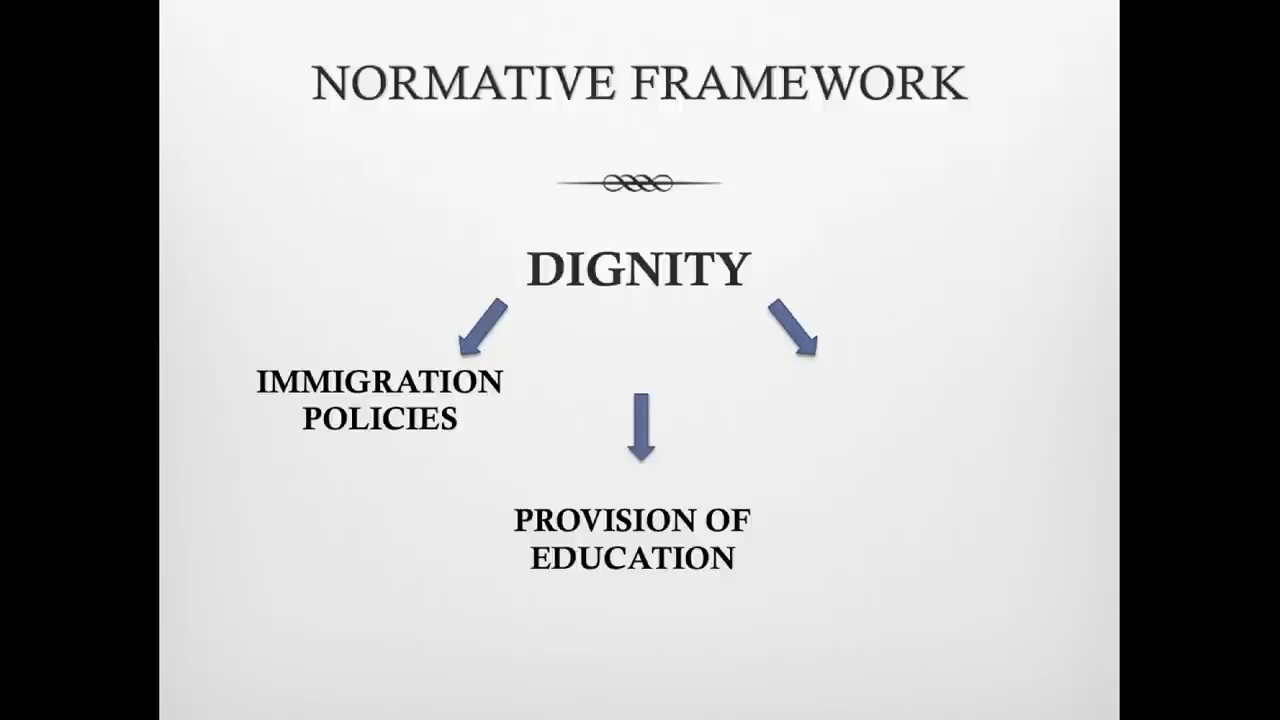 NORMATIVE FRAMEWORK
DIGNITY
IMMIGRATION
POLICIES
PROVISION OF
EDUCATION